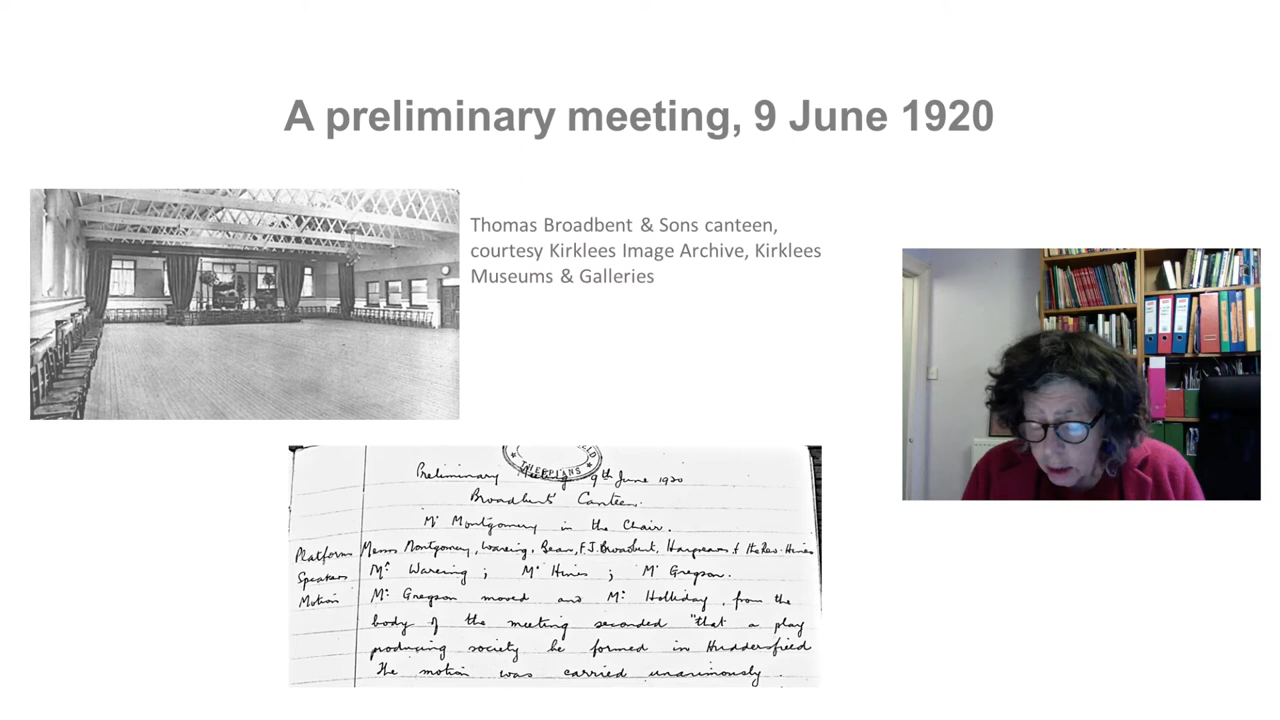 A preliminary meeting, 9 June 1920
Thomas Broadbent & Sons canteen,
courtesy Kirklees Image Archive, Kirklees
Museums & Galleries
THESPIANS
Preliminary Meeting 9th June 1920
Broadbent's Canteen.
Mr Montgomery in the Chair.
Platform Messrs Montgomery, Wareing, Bean, F.J. Broadbent, Hargreaves & the Rev. Hines
Speakers Mr. Wareing ; Mr Hines ; Mr Gregson.
Motion Mr. Gregson moved and Mr. Holliday, from the
body of the meeting seconded "that a play
producing society be formed in Huddersfield
The motion was carried unanimously.